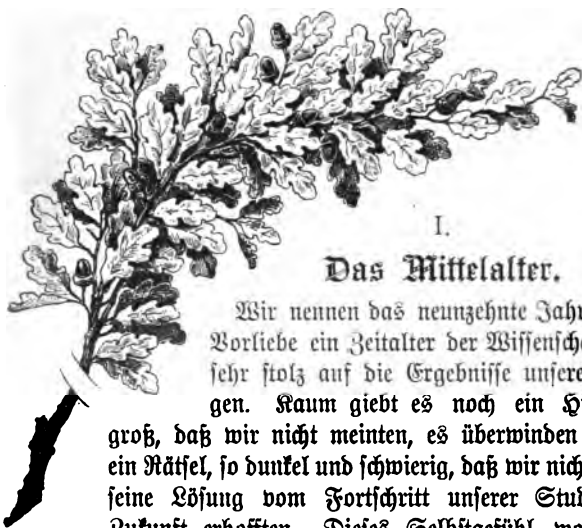 I.
Das Mittelalter.
Wir nennen das neunzehnte Jahr
Vorliebe ein Zeitalter der Wissensch
sehr stolz auf die Ergebnisse unsere
gen. Kaum giebt es noch ein H
groß, daß wir nicht meinten, es überwinden
ein Rätsel, so dunkel und schwierig, daß wir nich
seine Lösung vom Fortschritt unserer Stud
Zukunft erhofften. Dieses Selbstgefühl